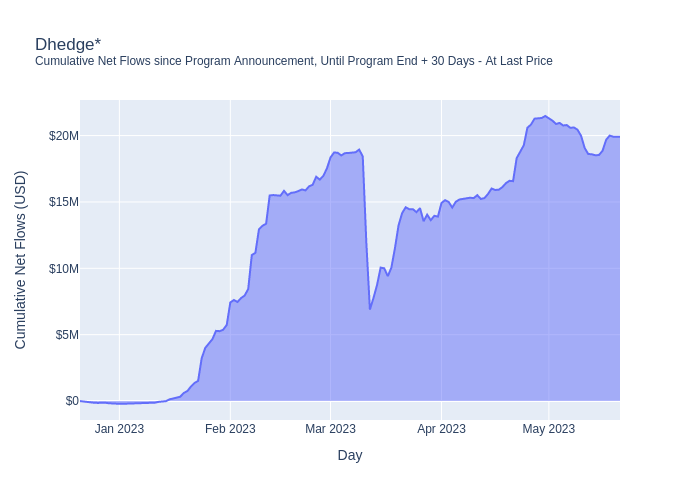 Dhedge*
Cumulative Net Flows since Program Announcement, Until Program End + 30 Days - At Last Price
Cumulative Net Flows (USD)
$20M
$15M
$10M
$5M
$0
Jan 2023
Feb 2023
Mar 2023
Apr 2023
May 2023
Day